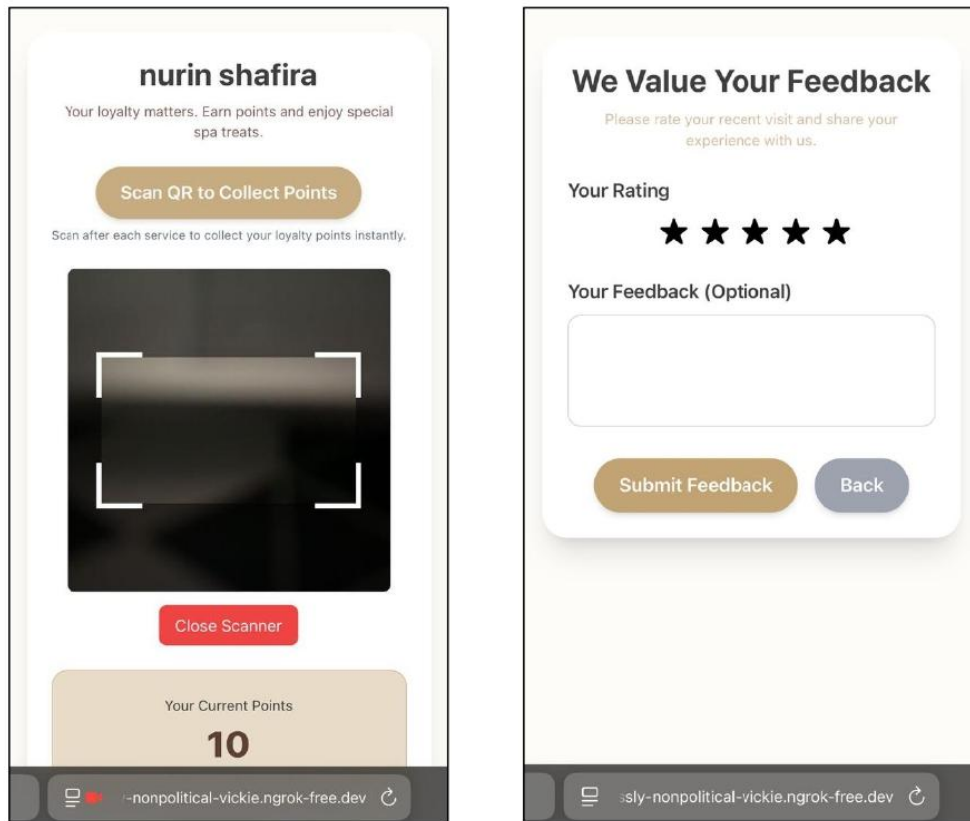 nurin shafira
Your loyalty matters. Earn points and enjoy special
spa treats.
Scan QR to Collect Points
Scan after each service to collect your loyalty points instantly.
Close Scanner
Your Current Points
10
-nonpolitical-vickie.ngrok-free.dev
We Value Your Feedback
Please rate your recent visit and share your
experience with us.
Your Rating
Your Feedback (Optional)
Submit Feedback
Back
sly-nonpolitical-vickie.ngrok-free.dev